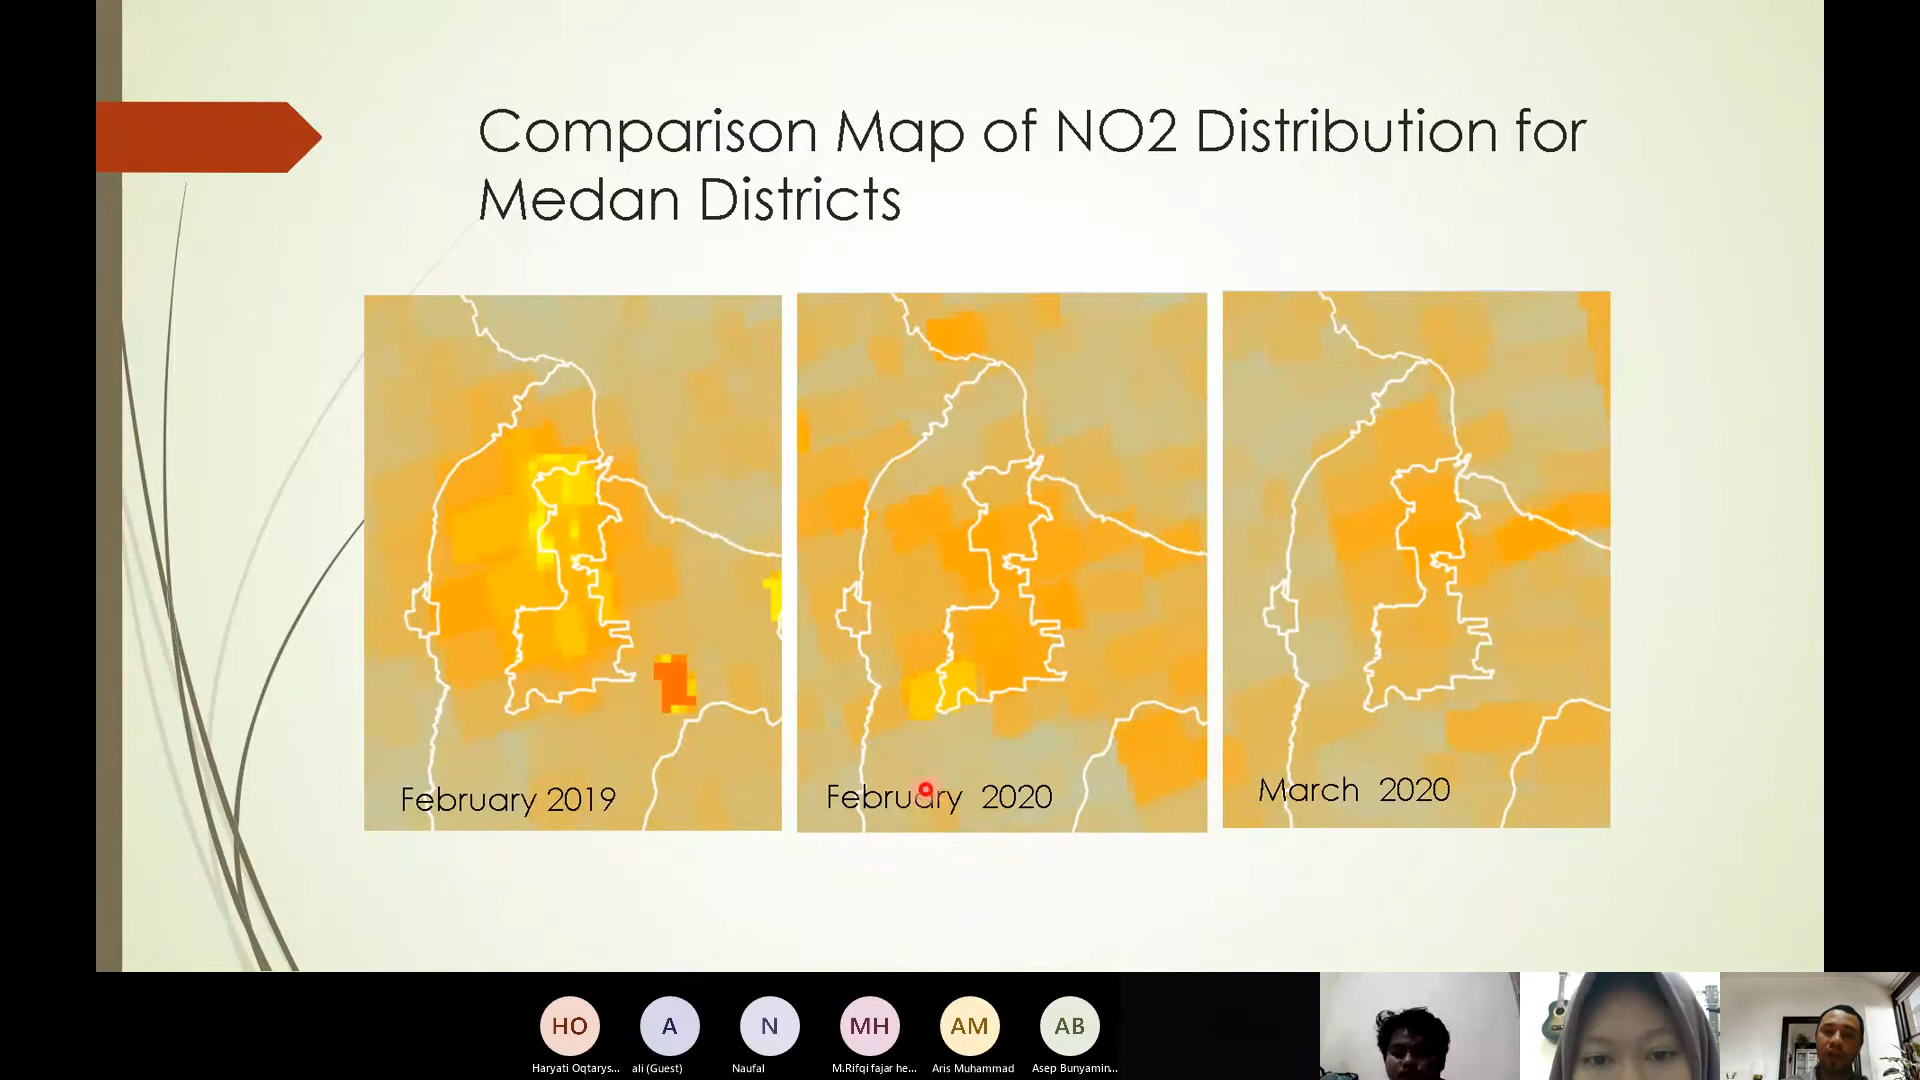 Comparison Map of NO2 Distribution for
Medan Districts
February 2019
February 2020
March 2020
HO
A
N
MH
AM
AB
Haryati Oqtarys...
ali (Guest)
Naufal
M.Rifqi fajar he...
Aris Muhammad
Asep Bunyamin...